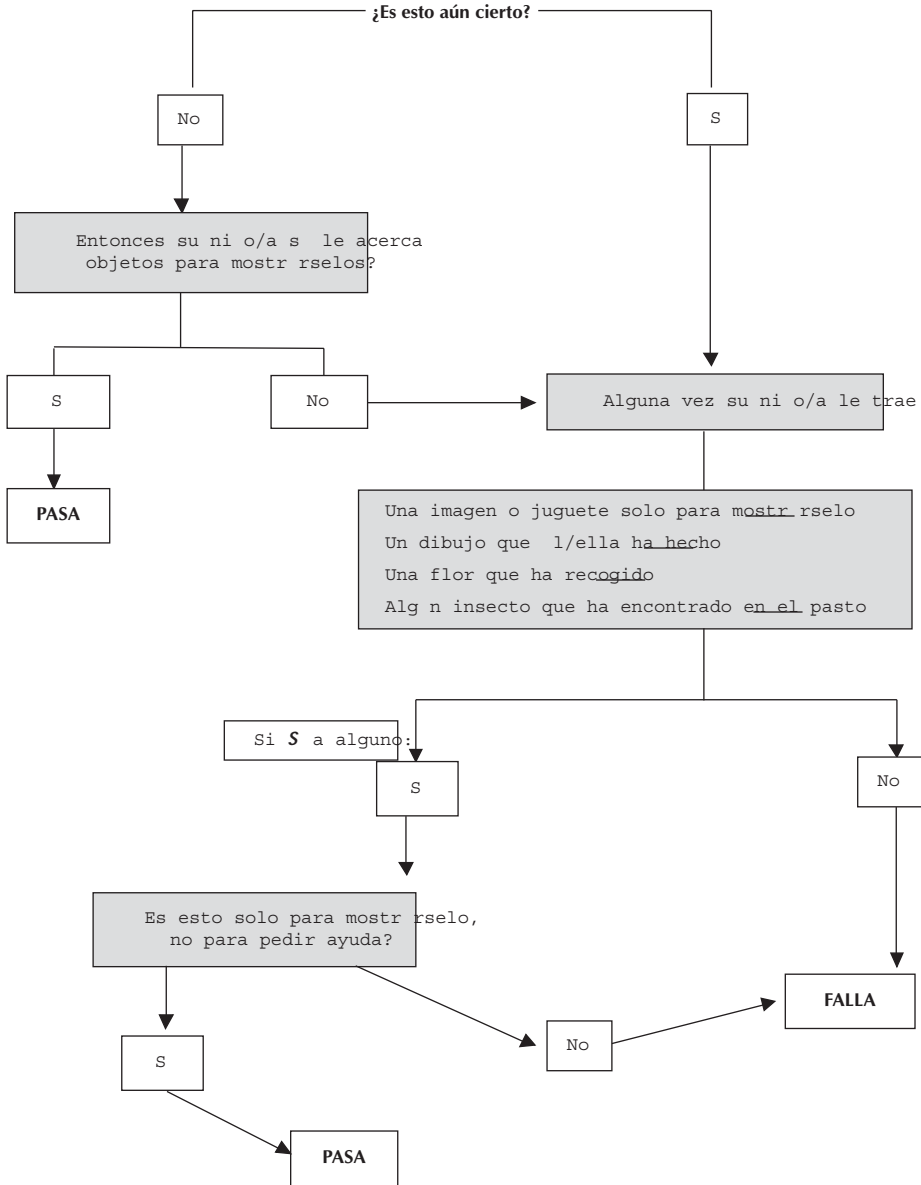 ¿Es esto aún cierto?
No
S
Entonces su ni o/a s le acerca
objetos para mostr rselos?
S
No
Alguna vez su ni o/a le trae
PASA
Una imagen o juguete solo para mostr rselo
Un dibujo que l/ella ha hecho
Una flor que ha recogido
Alg n insecto que ha encontrado en el pasto
Si S a alguno:
S
No
Es esto solo para mostr rselo,
no para pedir ayuda?
FALLA
No
S
PASA